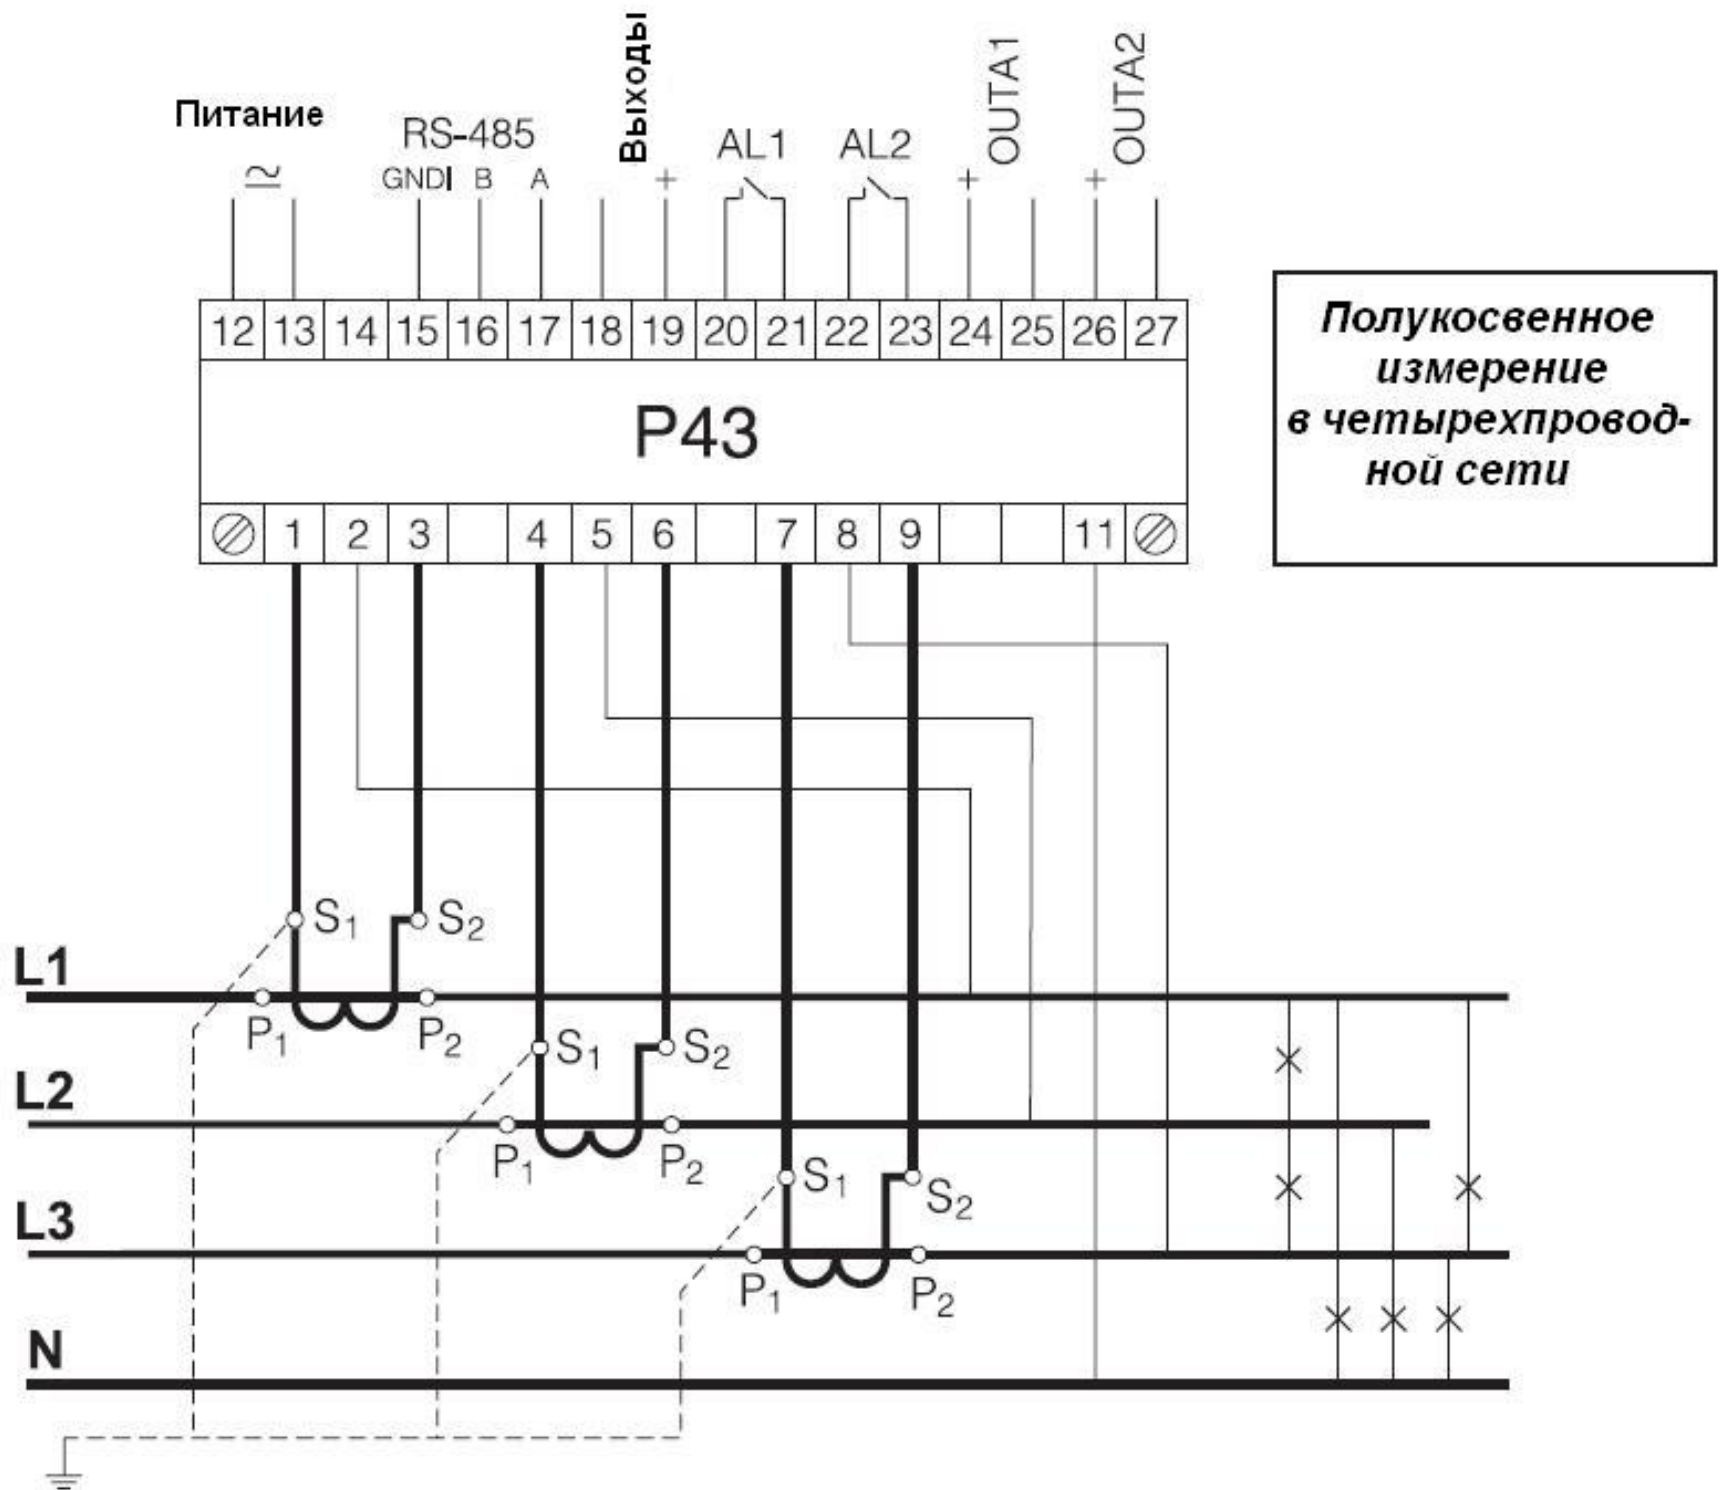 Питание
RS-485
GND B A
Выходы
+
AL1
AL2
+
OUTA1
+
OUTA2
12 13 14 15 16 17 18 19 20 21 22 23 24 25 26 27
P43
1 2 3 4 5 6 7 8 9 11
Полукосвенное
измерение
в четырехпровод-
ной сети
S1 S2
L1
P1 P2
S1 S2
L2
P1 P2
S1 S2
L3
P1 P2
N